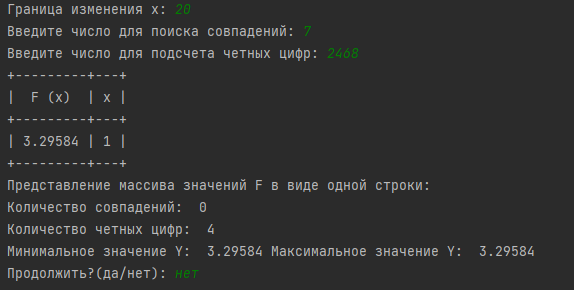 Граница изменения x: 20
Введите число для поиска совпадений: 7
Введите число для подсчета четных цифр: 2468
+---------+---+
|  F (x)  | x |
+---------+---+
| 3.29584 | 1 |
+---------+---+
Представление массива значений F в виде одной строки:
Количество совпадений:  0
Количество четных цифр:  4
Минимальное значение Y:  3.29584 Максимальное значение Y:  3.29584
Продолжить?(да/нет): нет